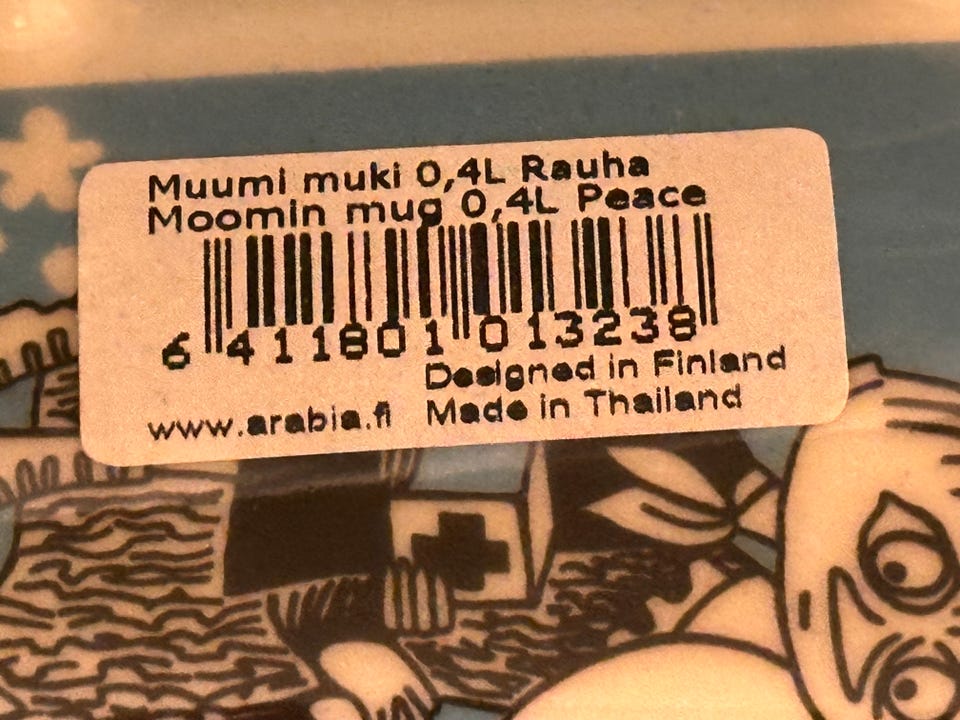 Muumi muki 0,4L Rauha
Moomin mug 0,4L Peace
6 411801 013238
Designed in Finland
www.arabia.fi Made in Thailand